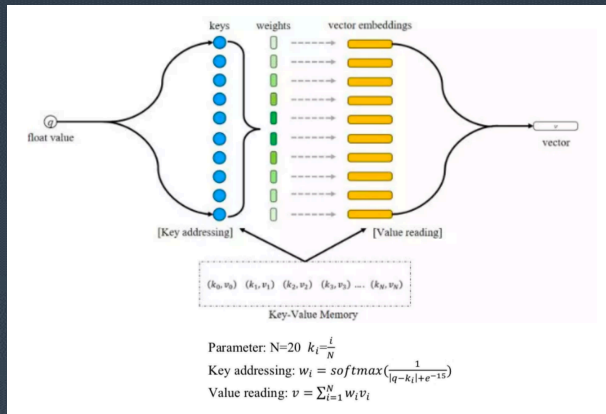 keys weights vector embeddings
q
float value
v
vector
[Key addressing] [Value reading]
(k₀, v₀) (k₁, v₁) (k₂, v₂) (k₃, v₃) .... (k_N, v_N)
Key-Value Memory
Parameter: N=20 k_i=i/N
Key addressing: w_i = softmax(1/(|q−k_i|+e^−15))
Value reading: v = ∑_{i=1}^N w_i v_i